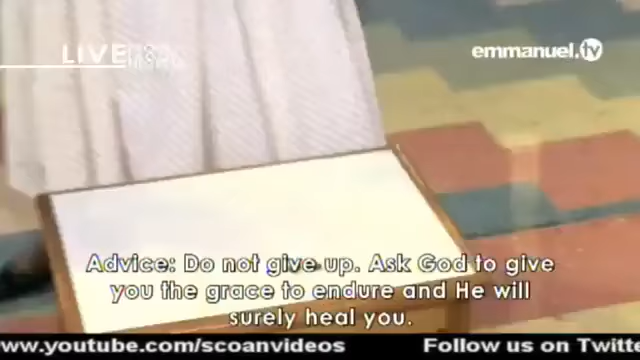 LIVE
emmanuel.tv
Advice: Do not give up. Ask God to give
you the grace to endure and He will
surely heal you.
ww.youtube.com/scoanvideos Follow us on Twitte